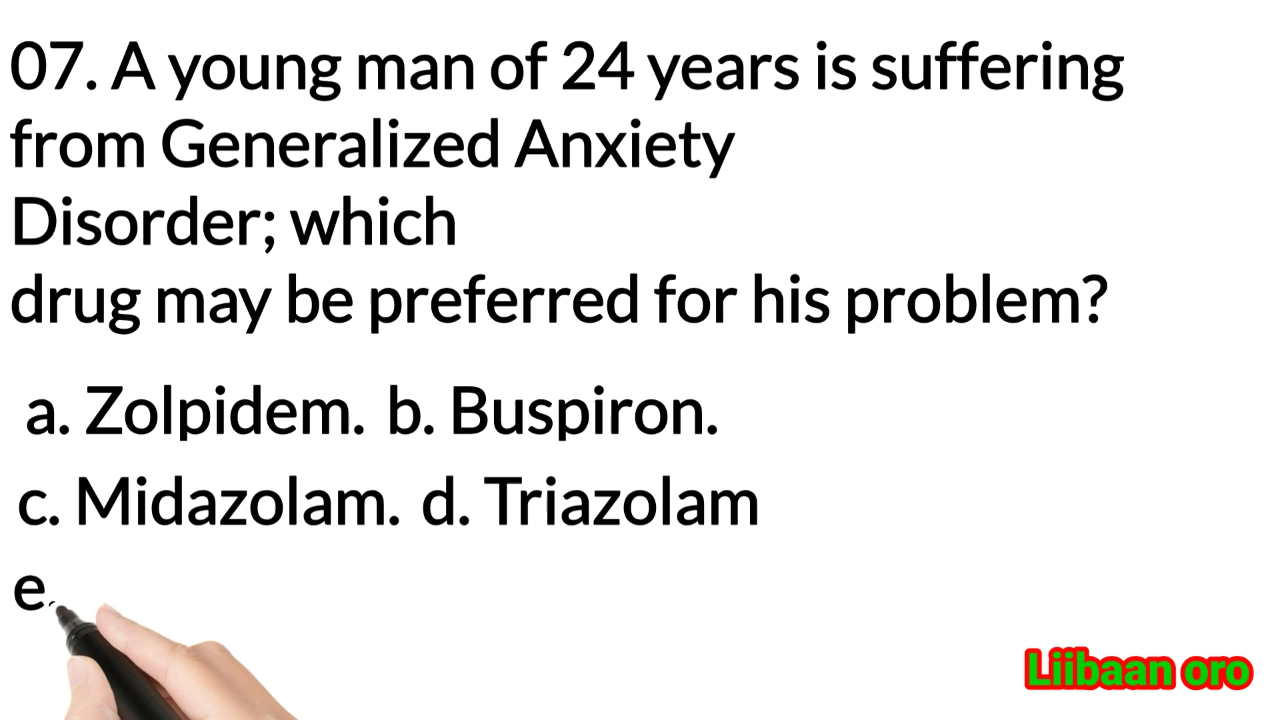 07. A young man of 24 years is suffering
from Generalized Anxiety
Disorder; which
drug may be preferred for his problem?
a. Zolpidem. b. Buspiron.
c. Midazolam. d. Triazolam
e.
Liibaan oro